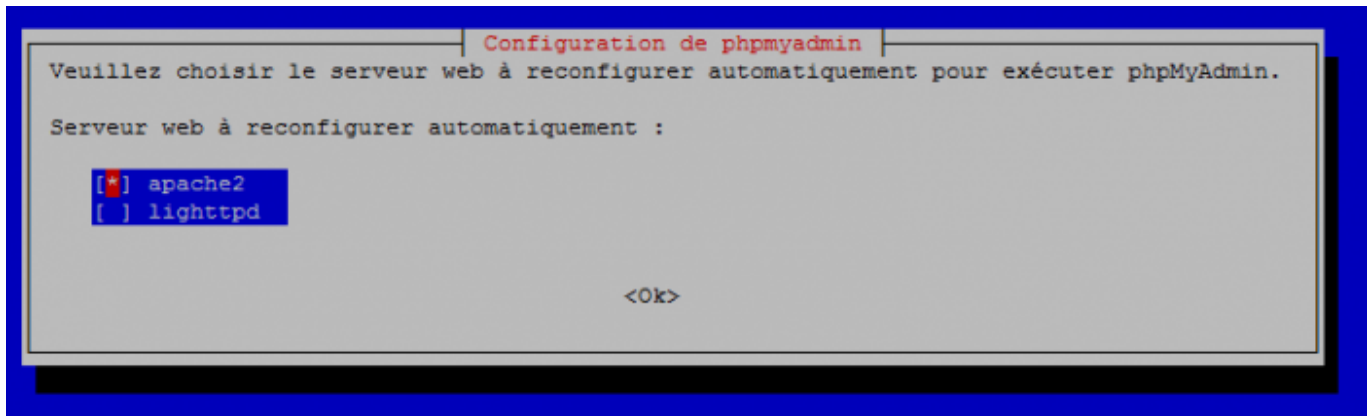 Configuration de phpmyadmin
Veuillez choisir le serveur web à reconfigurer automatiquement pour exécuter phpMyAdmin.
Serveur web à reconfigurer automatiquement :
[*] apache2
[ ] lighttpd
<Ok>